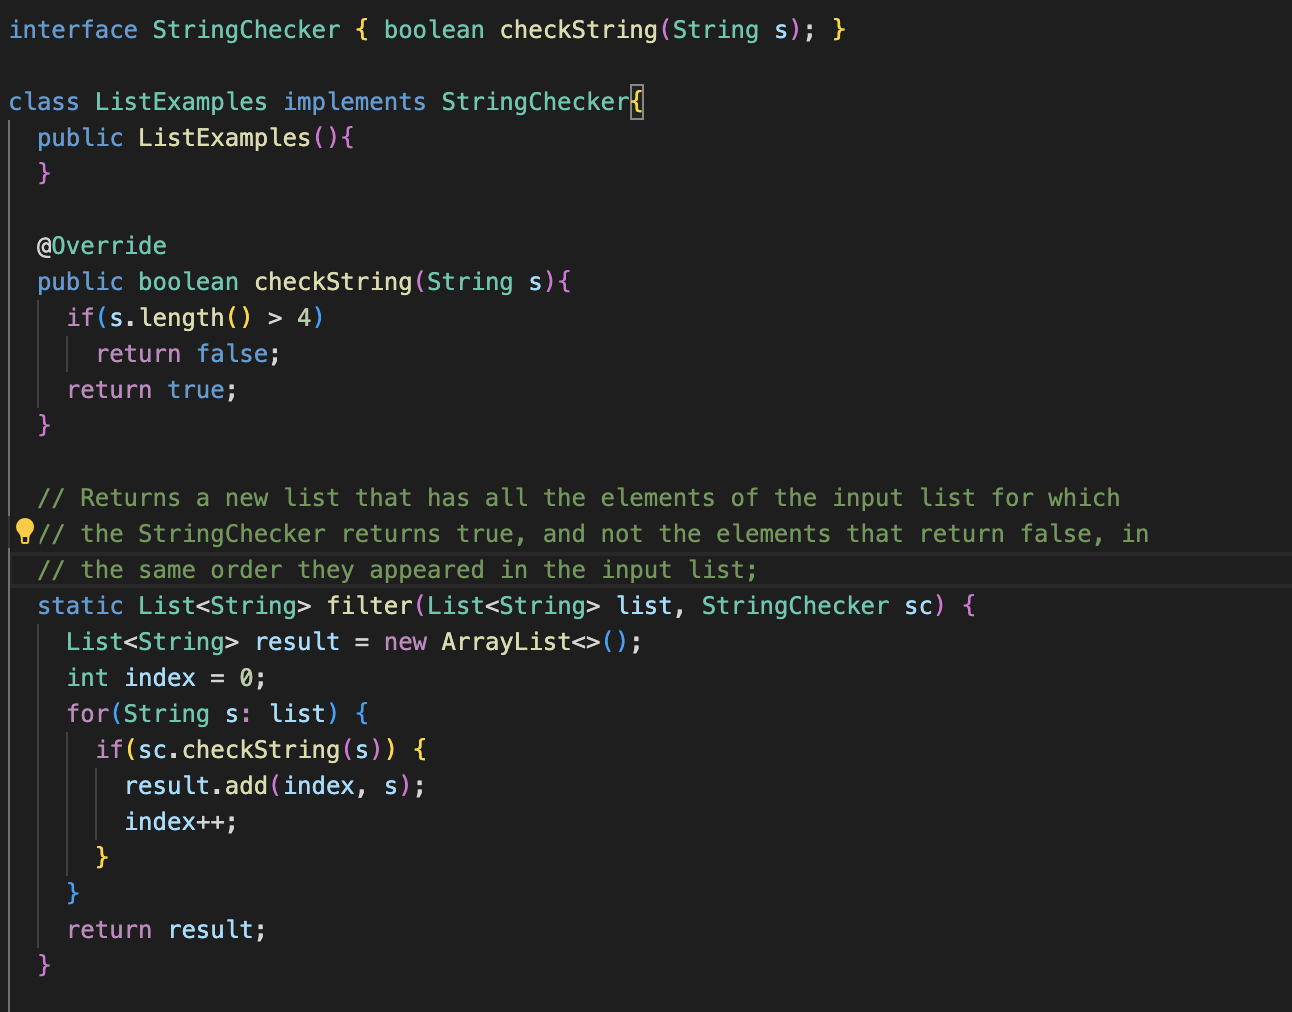 interface StringChecker { boolean checkString(String s); }
class ListExamples implements StringChecker{
public ListExamples(){
}
@Override
public boolean checkString(String s){
if(s.length() > 4)
return false;
return true;
}
// Returns a new list that has all the elements of the input list for which
// the StringChecker returns true, and not the elements that return false, in
// the same order they appeared in the input list;
static List<String> filter(List<String> list, StringChecker sc) {
List<String> result = new ArrayList<>();
int index = 0;
for(String s: list) {
if(sc.checkString(s)) {
result.add(index, s);
index++;
}
}
return result;
}